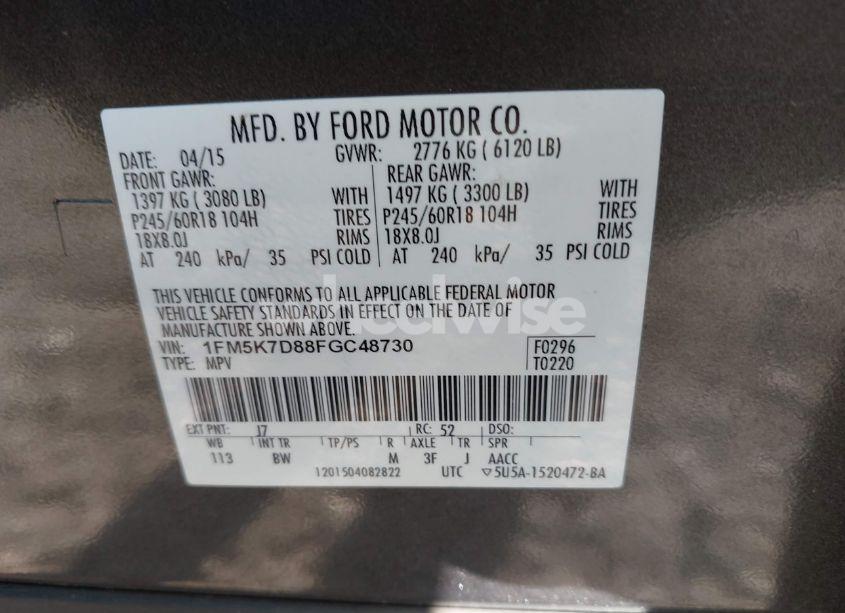 MFD. BY FORD MOTOR CO.
DATE: 04/15 GVWR: 2776 KG ( 6120 LB)
FRONT GAWR: REAR GAWR:
1397 KG ( 3080 LB) WITH 1497 KG ( 3300 LB) WITH
P245/60R18 104H TIRES P245/60R18 104H TIRES
18X8.0J RIMS 18X8.0J RIMS
AT 240 kPa/ 35 PSI COLD AT 240 kPa/ 35 PSI COLD
THIS VEHICLE CONFORMS TO ALL APPLICABLE FEDERAL MOTOR
VEHICLE SAFETY STANDARDS IN EFFECT ON THE DATE OF
MANUFACTURE SHOWN ABOVE.
VIN: 1FM5K7D88FGC48730 F0296
TYPE: MPV T0220
EXT PNT: J7 RC: 52 DSO:
WB INT TR TP/PS R AXLE TR SPR
113 BW M 3F J AACC
1201504082822 UTC ▽5U5A-1520472-BA